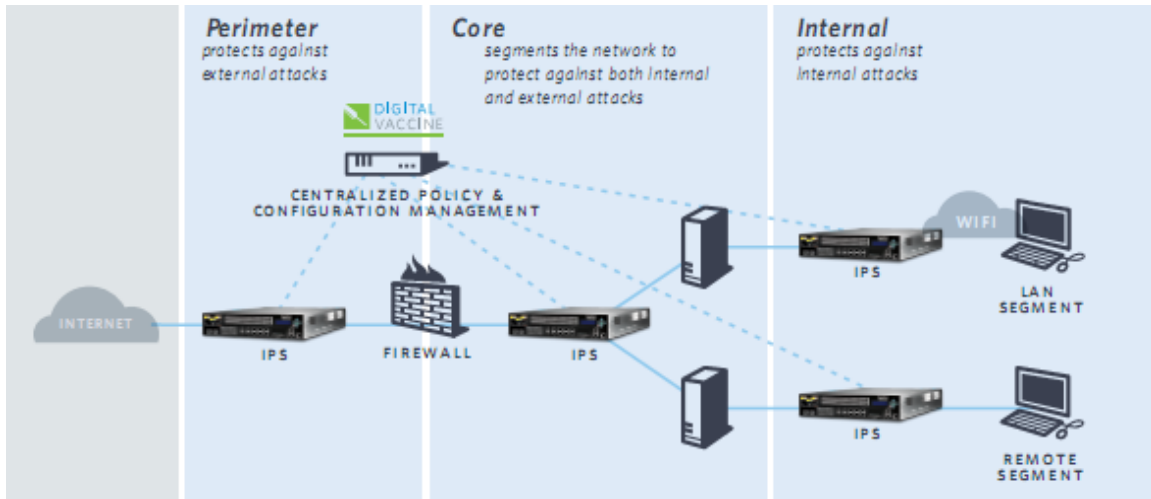 Perimeter
protects against
external attacks
Core
segments the network to
protect against both internal
and external attacks
Internal
protects against
internal attacks
DIGITAL
VACCINE
CENTRALIZED POLICY &
CONFIGURATION MANAGEMENT
WIFI
IPS
LAN
SEGMENT
INTERNET
IPS
FIREWALL
IPS
IPS
REMOTE
SEGMENT